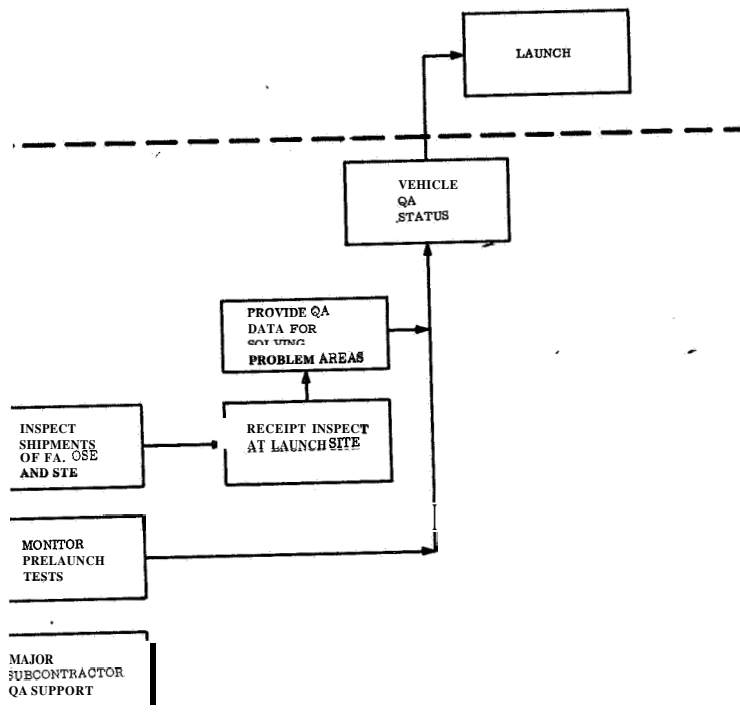 LAUNCH
VEHICLE
QA
STATUS
PROVIDE QA
DATA FOR
SOLVING
PROBLEM AREAS
INSPECT
SHIPMENTS
OF FA. OSE
AND STE
RECEIPT INSPECT
AT LAUNCH SITE
MONITOR
PRELAUNCH
TESTS
MAJOR
SUBCONTRACTOR
QA SUPPORT